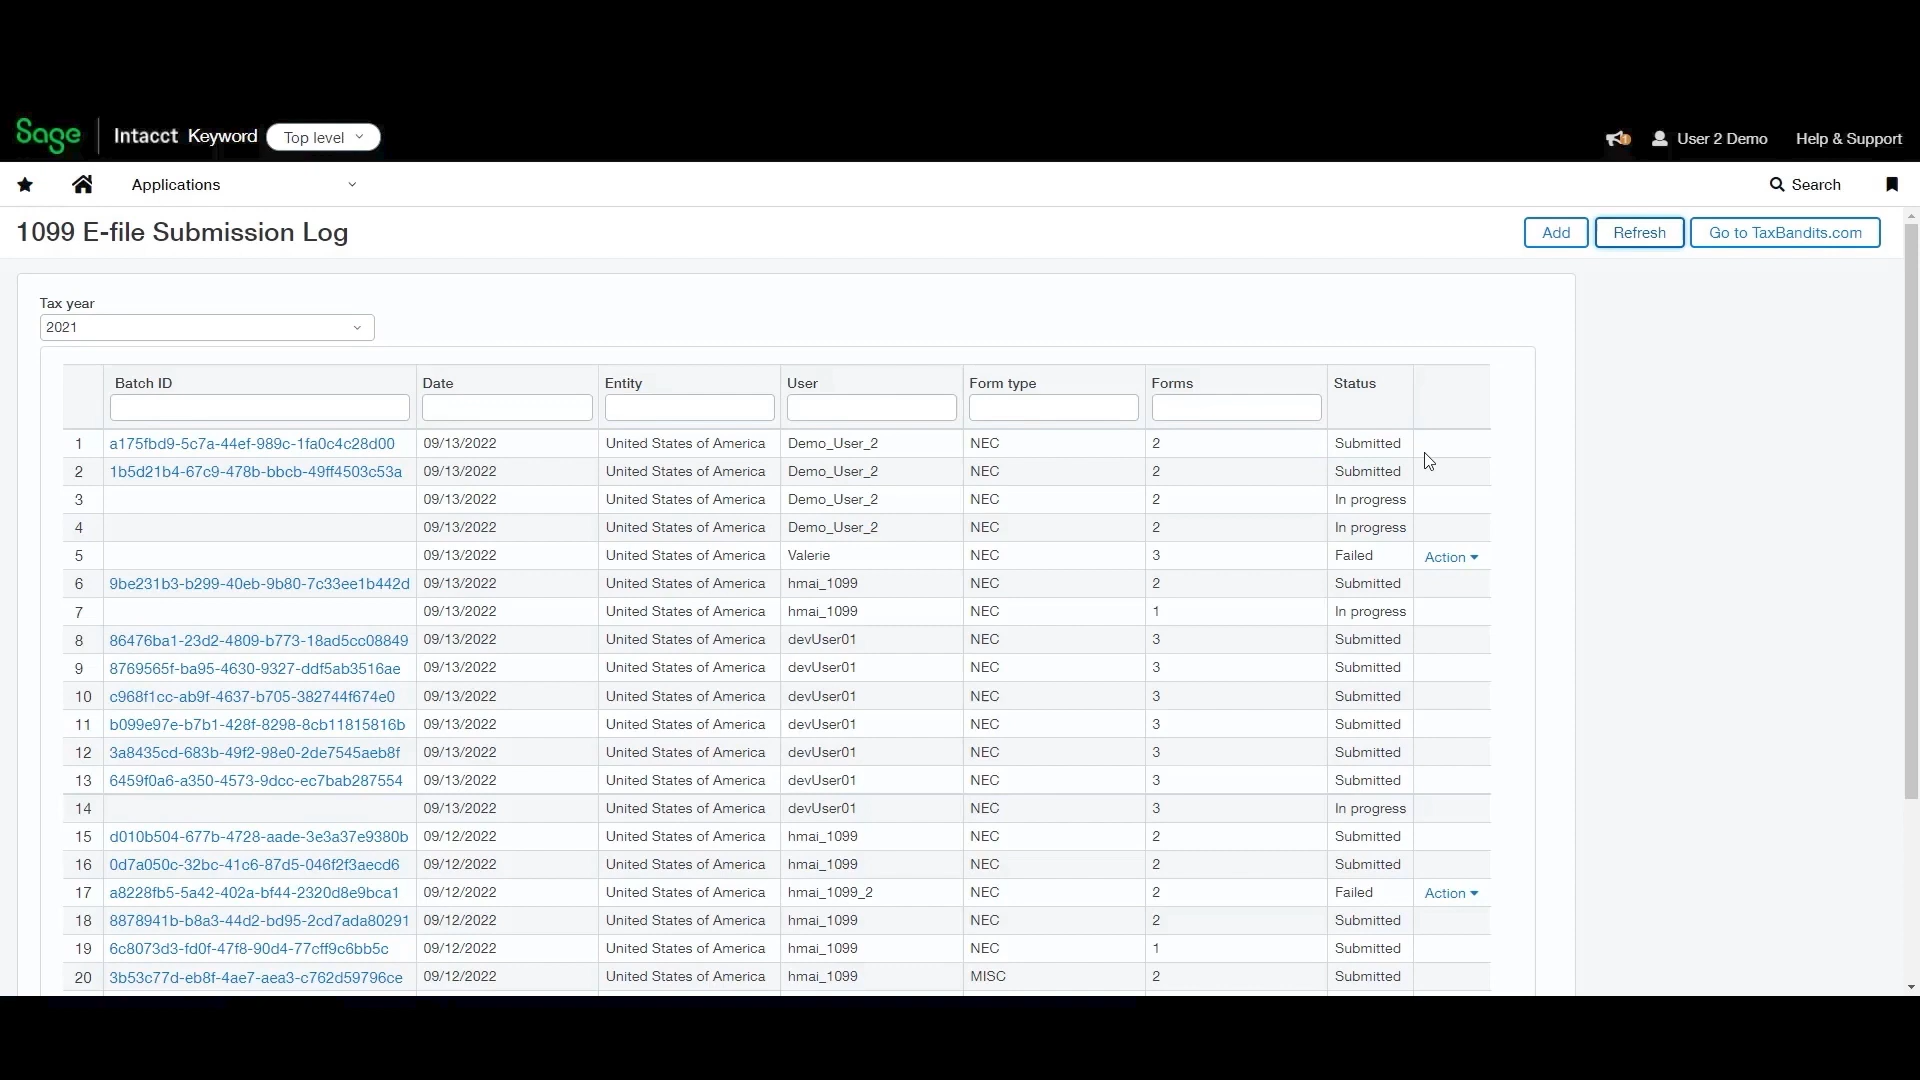 Sage Intacct Keyword Top level 1 User 2 Demo Help & Support
Applications Search
1099 E-file Submission Log Add Refresh Go to TaxBandits.com
Tax year
2021
Batch ID Date Entity User Form type Forms Status
1 a175fbd9-5c7a-44ef-989c-1fa0c4c28d00 09/13/2022 United States of America Demo_User_2 NEC 2 Submitted
2 1b5d21b4-67c9-478b-bbcb-49ff4503c53a 09/13/2022 United States of America Demo_User_2 NEC 2 Submitted
3 09/13/2022 United States of America Demo_User_2 NEC 2 In progress
4 09/13/2022 United States of America Demo_User_2 NEC 2 In progress
5 09/13/2022 United States of America Valerie NEC 3 Failed Action
6 9be231b3-b299-40eb-9b80-7c33ee1b442d 09/13/2022 United States of America hmai_1099 NEC 2 Submitted
7 09/13/2022 United States of America hmai_1099 NEC 1 In progress
8 86476ba1-23d2-4809-b773-18ad5cc08849 09/13/2022 United States of America devUser01 NEC 3 Submitted
9 8769565f-ba95-4630-9327-ddf5ab3516ae 09/13/2022 United States of America devUser01 NEC 3 Submitted
10 c968f1cc-ab9f-4637-b705-382744f674e0 09/13/2022 United States of America devUser01 NEC 3 Submitted
11 b099e97e-b7b1-428f-8298-8cb11815816b 09/13/2022 United States of America devUser01 NEC 3 Submitted
12 3a8435cd-683b-49f2-98e0-2de7545aeb8f 09/13/2022 United States of America devUser01 NEC 3 Submitted
13 6459f0a6-a350-4573-9dcc-ec7bab287554 09/13/2022 United States of America devUser01 NEC 3 Submitted
14 09/13/2022 United States of America devUser01 NEC 3 In progress
15 d010b504-677b-4728-aade-3e3a37e9380b 09/12/2022 United States of America hmai_1099 NEC 2 Submitted
16 0d7a050c-32bc-41c6-87d5-046f2f3aecd6 09/12/2022 United States of America hmai_1099 NEC 2 Submitted
17 a8228fb5-5a42-402a-bf44-2320d8e9bca1 09/12/2022 United States of America hmai_1099_2 NEC 2 Failed Action
18 8878941b-b8a3-44d2-bd95-2cd7ada80291 09/12/2022 United States of America hmai_1099 NEC 2 Submitted
19 6c8073d3-fd0f-47f8-90d4-77cff9c6bb5c 09/12/2022 United States of America hmai_1099 NEC 1 Submitted
20 3b53c77d-eb8f-4ae7-aea3-c762d59796ce 09/12/2022 United States of America hmai_1099 MISC 2 Submitted